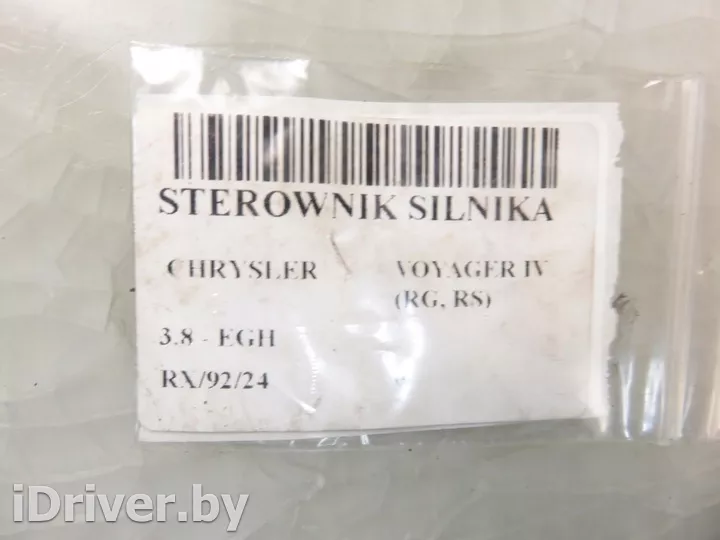 STEROWNIK SILNIKA
CHRYSLER VOYAGER IV
(RG, RS)
3.8 - EGH
RX/92/24
iDriver.by